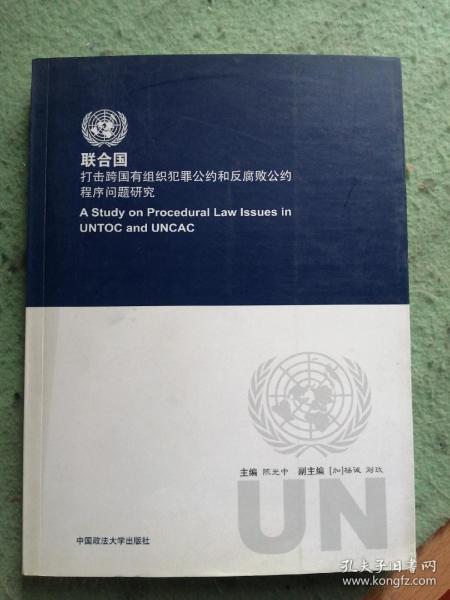 联合国
打击跨国有组织犯罪公约和反腐败公约
程序问题研究
A Study on Procedural Law Issues in
UNTOC and UNCAC
主编 陈光中 副主编 [加]杨诚 刘玫
UN
中国政法大学出版社
孔夫子旧书网
www.kongfz.com